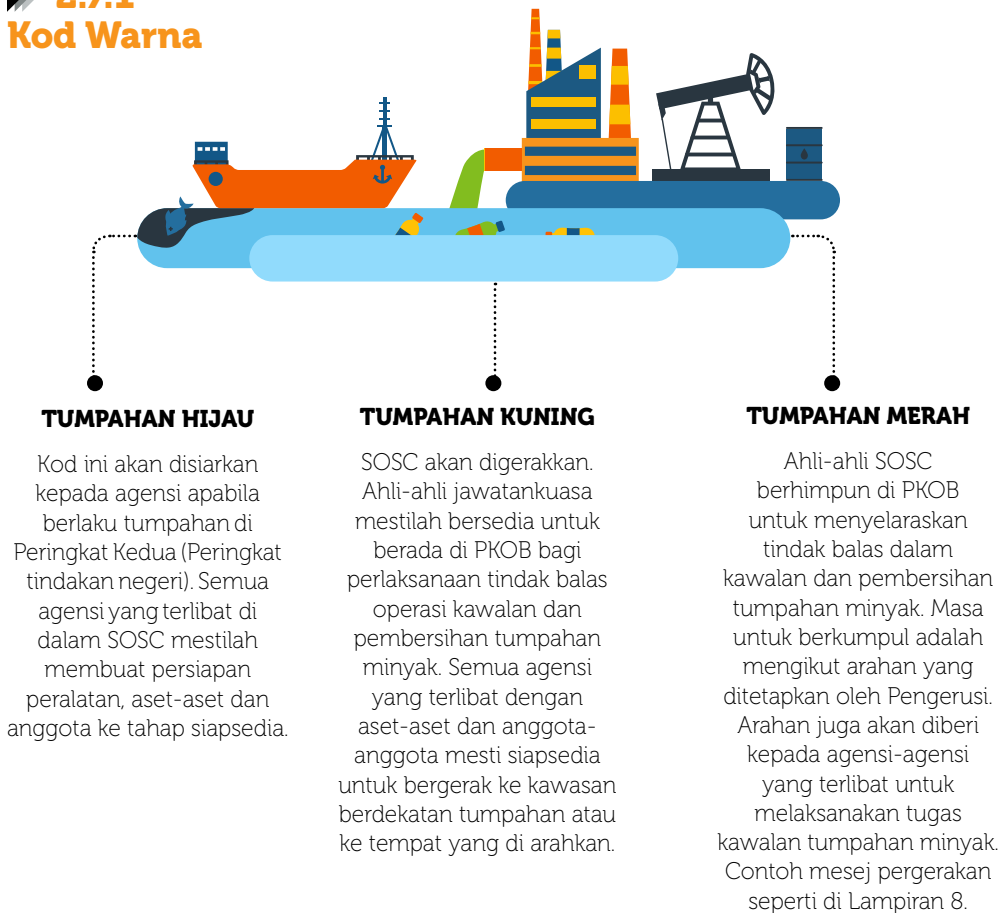 Kod Warna
TUMPAHAN HIJAU
Kod ini akan disiarkan
kepada agensi apabila
berlaku tumpahan di
Peringkat Kedua (Peringkat
tindakan negeri). Semua
agensi yang terlibat di
dalam SOSC mestilah
membuat persiapan
peralatan, aset-aset dan
anggota ke tahap siapsedia.
TUMPAHAN KUNING
SOSC akan digerakkan.
Ahli-ahli jawatankuasa
mestilah bersedia untuk
berada di PKOB bagi
perlaksanaan tindak balas
operasi kawalan dan
pembersihan tumpahan
minyak. Semua agensi
yang terlibat dengan
aset-aset dan anggota-
anggota mesti siapsedia
untuk bergerak ke kawasan
berdekatan tumpahan atau
ke tempat yang di arahkan.
TUMPAHAN MERAH
Ahli-ahli SOSC
berhimpun di PKOB
untuk menyelaraskan
tindak balas dalam
kawalan dan pembersihan
tumpahan minyak. Masa
untuk berkumpul adalah
mengikut arahan yang
ditetapkan oleh Pengerusi.
Arahan juga akan diberi
kepada agensi-agensi
yang terlibat untuk
melaksanakan tugas
kawalan tumpahan minyak.
Contoh mesej pergerakan
seperti di Lampiran 8.